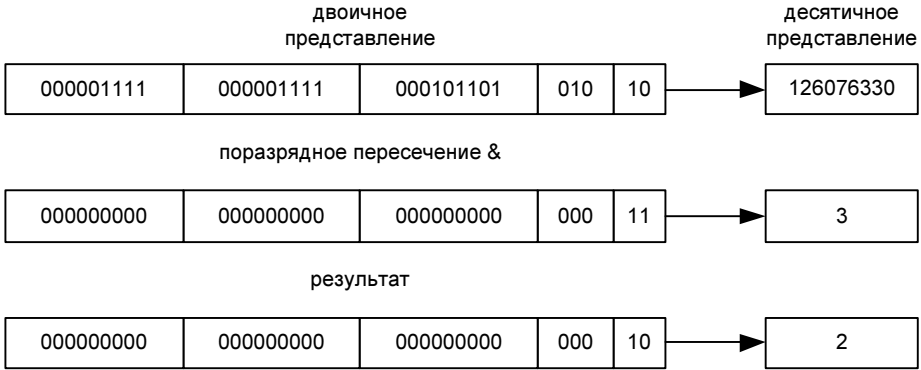 двоичное
представление
десятичное
представление
000001111 000001111 000101101 010 10 126076330
поразрядное пересечение &
000000000 000000000 000000000 000 11 3
результат
000000000 000000000 000000000 000 10 2